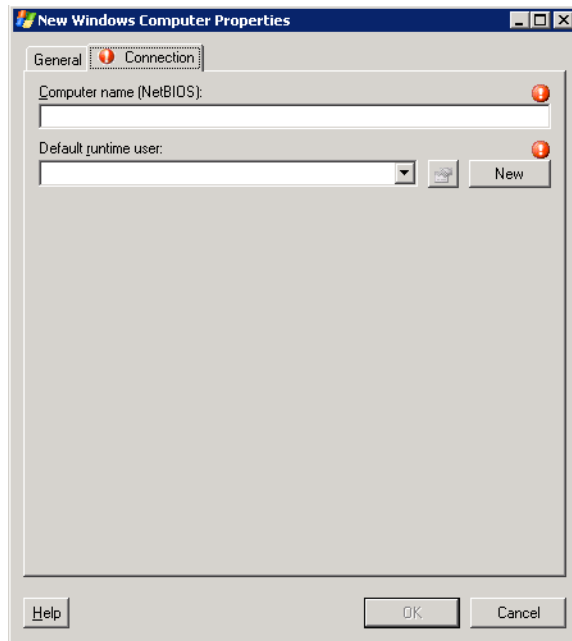 New Windows Computer Properties
General
Connection
Computer name (NetBIOS):
Default runtime user:
New
Help
OK
Cancel